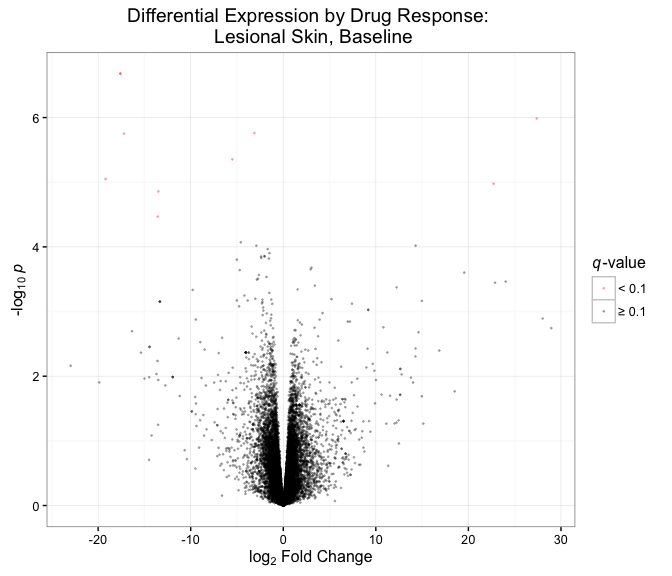 Differential Expression by Drug Response:
Lesional Skin, Baseline
6
4
2
0
-log₁₀ p
-20 -10 0 10 20 30
log₂ Fold Change
q-value
< 0.1
≥ 0.1